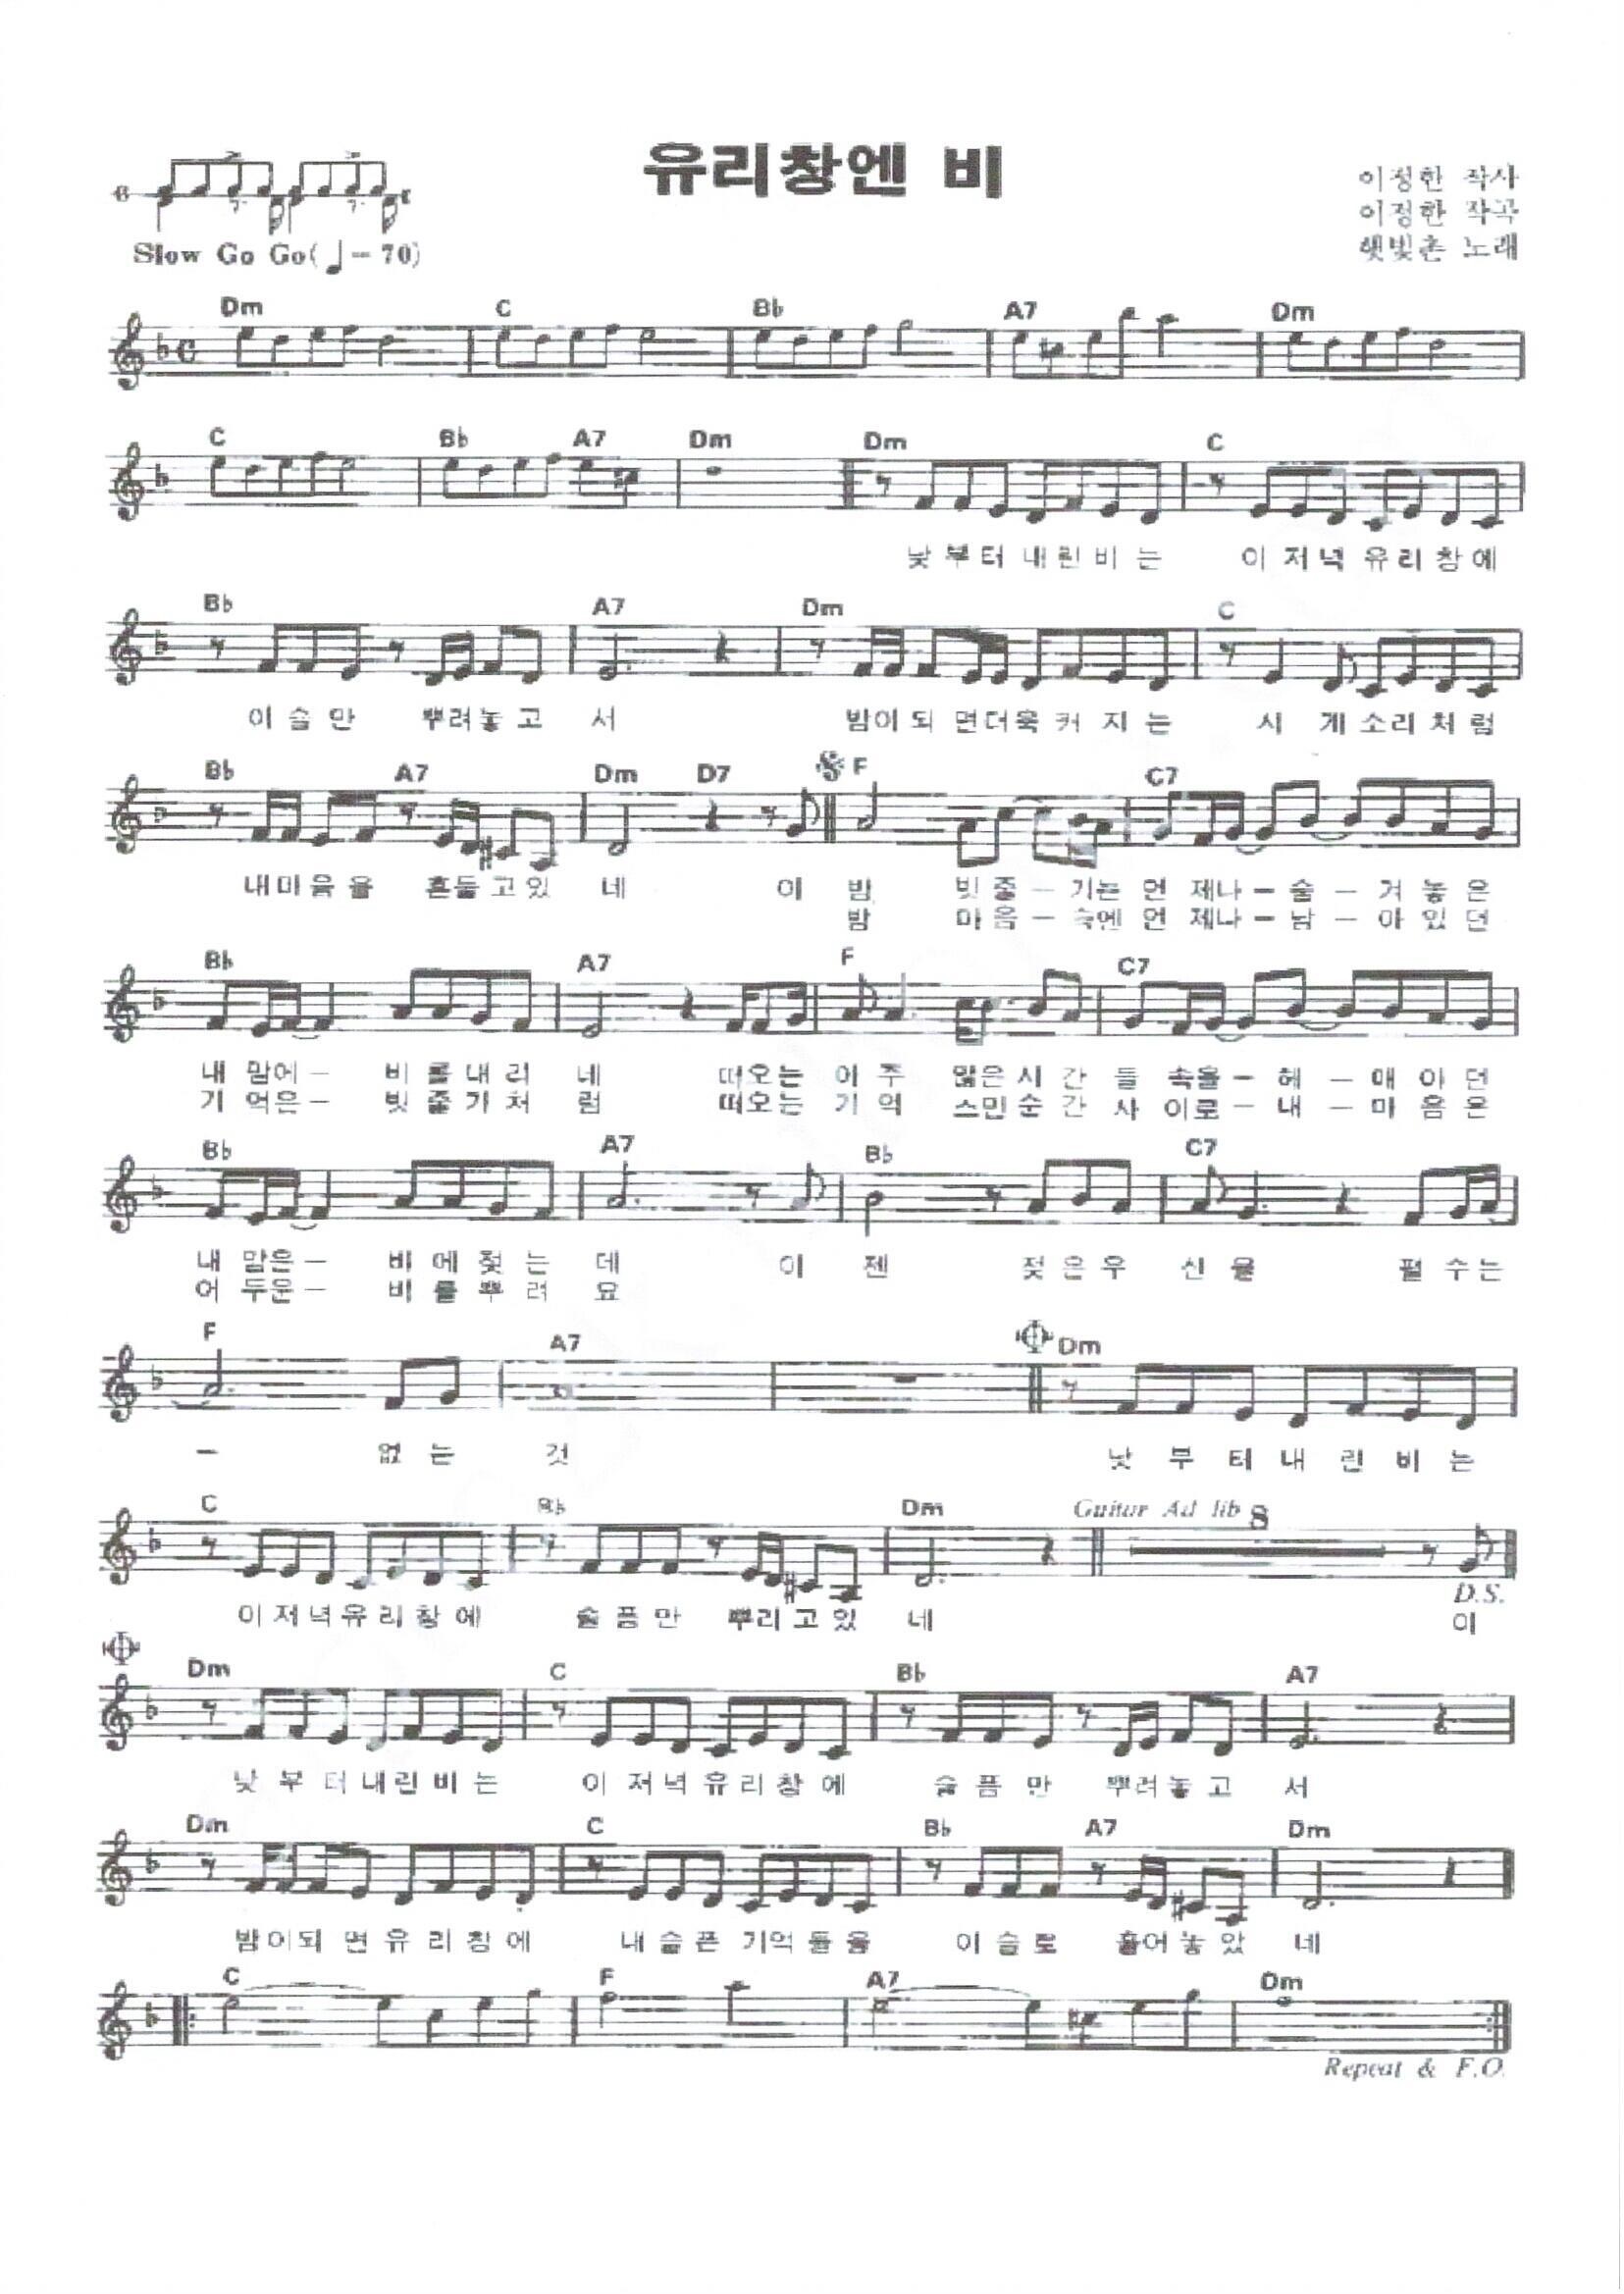 유리창엔 비
이정한 작사
이정한 작곡
햇빛촌 노래
Slow Go Go(♩= 70)
Dm C B♭ A7 Dm
C B♭ A7 Dm Dm C
낮 부 터 내 린 비 는 이 저 녁 유 리 창 에
B♭ A7 Dm C
이 슬 만 뿌려놓 고 서 밤이되 면더욱커 지 는 시 계소리처럼
B♭ A7 Dm D7 F C7
내마음을 흔들고있 네 이 밤 빗 줄 - 기는 언 제나 - 숨 - 겨 놓 은
밤 마 음 - 속엔 언 제나 - 남 - 아 있 던
B♭ A7 F C7
내 맘에 - 비 를 내 리 네 떠오는 아 주 많은 시 간 들 속을 - 헤 - 매 이 던
기 억은 - 빗 줄 기 처 럼 떠오는 기 억 스민 순 간 사 이로 - 내 - 마 음 은
B♭ A7 B♭ C7
내 맘은 - 비 에 젖 는 데 이 젠 젖 은 우 산 을 펼 수 는
어 두운 - 비 를 뿌 려 요
F A7 Dm
- 없 는 것 낮 부 터 내 린 비 는
C B♭ Dm Guitar Ad lib 8
D.S.
이 저 녁 유 리 창 에 슬 픔 만 뿌리고있 네 이
Dm C B♭ A7
낮 부 터 내 린 비 는 이 저 녁 유 리 창 에 슬 픔 만 뿌려놓 고 서
Dm C B♭ A7 Dm
밤이되 면 유 리 창 에 내 슬 픈 기억 들 을 이 슬 로 흩어놓았 네
C F A7 Dm
Repeat & F.O.